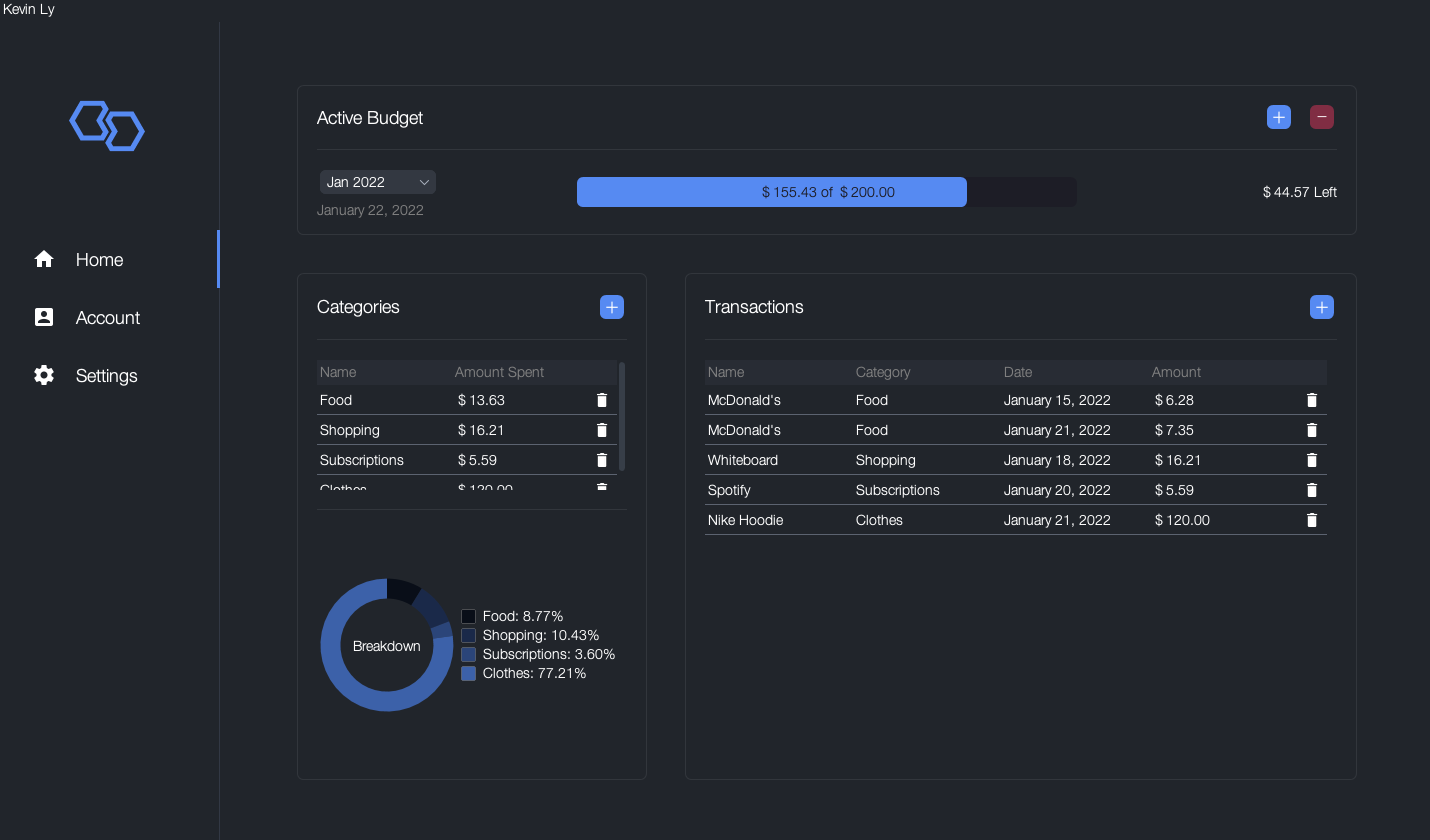 Kevin Ly
Home
Account
Settings
Active Budget
Jan 2022
January 22, 2022
$ 155.43 of $ 200.00
$ 44.57 Left
Categories
Name Amount Spent
Food $ 13.63
Shopping $ 16.21
Subscriptions $ 5.59
Clothes $ 120.00
Breakdown
Food: 8.77%
Shopping: 10.43%
Subscriptions: 3.60%
Clothes: 77.21%
Transactions
Name Category Date Amount
McDonald's Food January 15, 2022 $ 6.28
McDonald's Food January 21, 2022 $ 7.35
Whiteboard Shopping January 18, 2022 $ 16.21
Spotify Subscriptions January 20, 2022 $ 5.59
Nike Hoodie Clothes January 21, 2022 $ 120.00